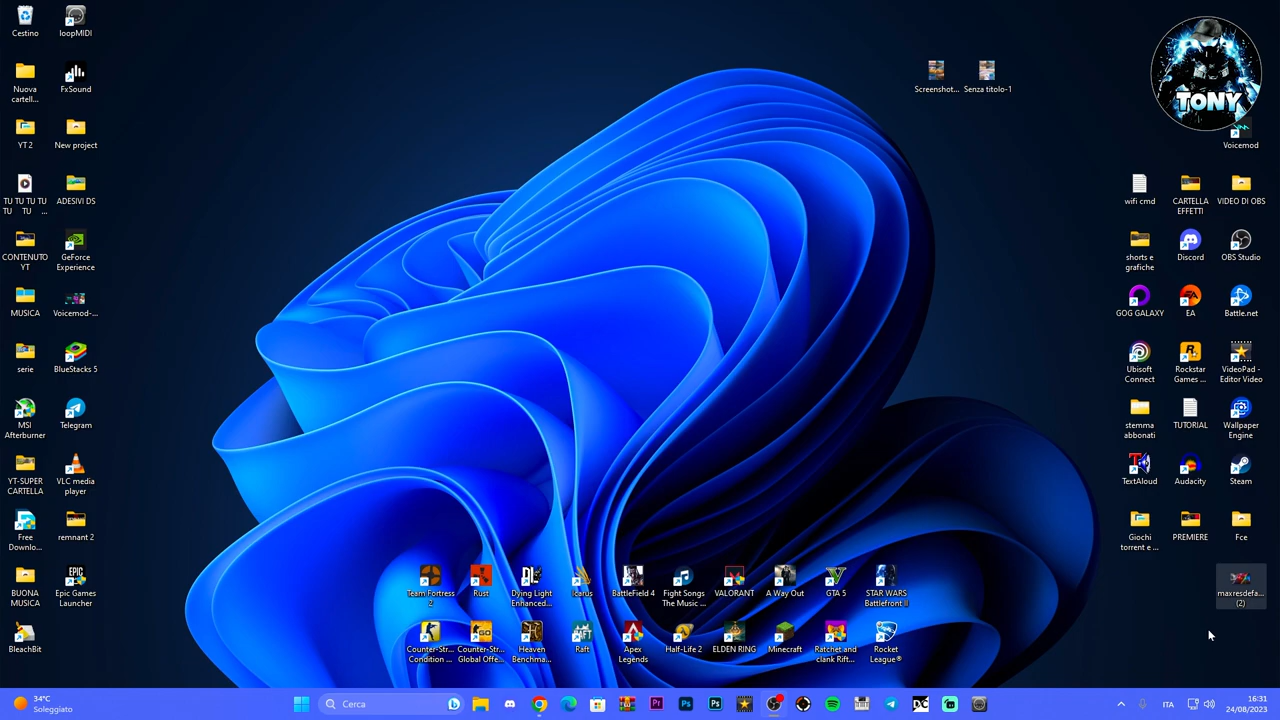 Cestino
loopMIDI
Nuova
cartell...
FxSound
YT 2
New project
TU TU TU TU
TU TU ...
ADESIVI DS
CONTENUTO
YT
GeForce
Experience
MUSICA
Voicemod-...
serie
BlueStacks 5
MSI
Afterburner
Telegram
YT-SUPER
CARTELLA
VLC media
player
Free
Downlo...
remnant 2
BUONA
MUSICA
Epic Games
Launcher
BleachBit
Screenshot...
Senza titolo-1
TONY
Voicemod
wifi cmd
CARTELLA
EFFETTI
VIDEO DI OBS
shorts e
grafiche
Discord
OBS Studio
GOG GALAXY
EA
Battle.net
Ubisoft
Connect
Rockstar
Games ...
VideoPad -
Editor Video
stemma
abbonati
TUTORIAL
Wallpaper
Engine
TextAloud
Audacity
Steam
Giochi
torrent e ...
PREMIERE
Fce
maxresdefa...
(2)
Team Fortress
2
Rust
Dying Light
Enhanced...
Icarus
BattleField 4
Fight Songs
The Music ...
VALORANT
A Way Out
GTA 5
STAR WARS
Battlefront II
Counter-Str...
Condition ...
Counter-Str...
Global Offe...
Heaven
Benchma...
Raft
Apex
Legends
Half-Life 2
ELDEN RING
Minecraft
Ratchet and
clank Rift...
Rocket
League®
34°C
Soleggiato
Cerca
ITA
16:31
24/08/2023